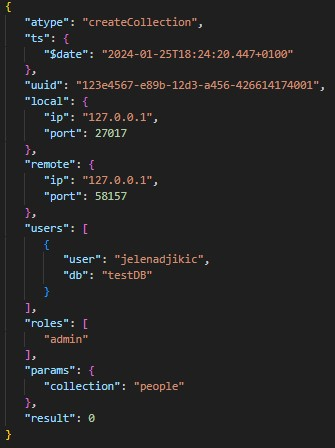 {
"atype": "createCollection",
"ts": {
"$date": "2024-01-25T18:24:20.447+0100"
},
"uuid": "123e4567-e89b-12d3-a456-426614174001",
"local": {
"ip": "127.0.0.1",
"port": 27017
},
"remote": {
"ip": "127.0.0.1",
"port": 58157
},
"users": [
{
"user": "jelenadjikic",
"db": "testDB"
}
],
"roles": [
"admin"
],
"params": {
"collection": "people"
},
"result": 0
}